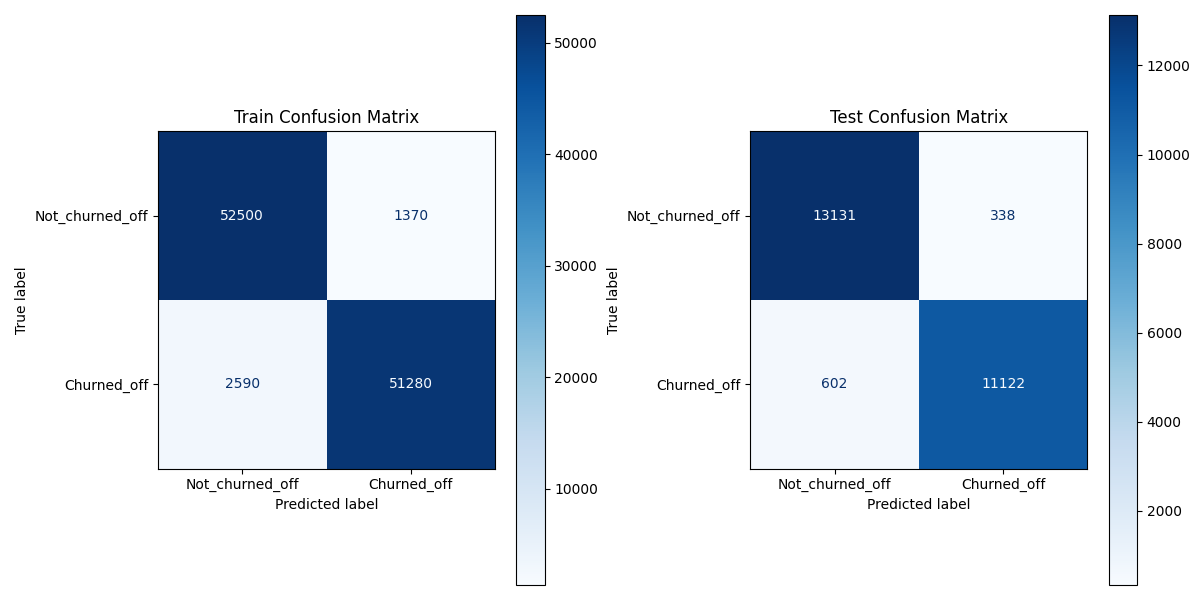 Train Confusion Matrix
True label
Not_churned_off
Churned_off
52500
1370
2590
51280
Not_churned_off
Churned_off
Predicted label
50000
40000
30000
20000
10000
Test Confusion Matrix
True label
Not_churned_off
Churned_off
13131
338
602
11122
Not_churned_off
Churned_off
Predicted label
12000
10000
8000
6000
4000
2000